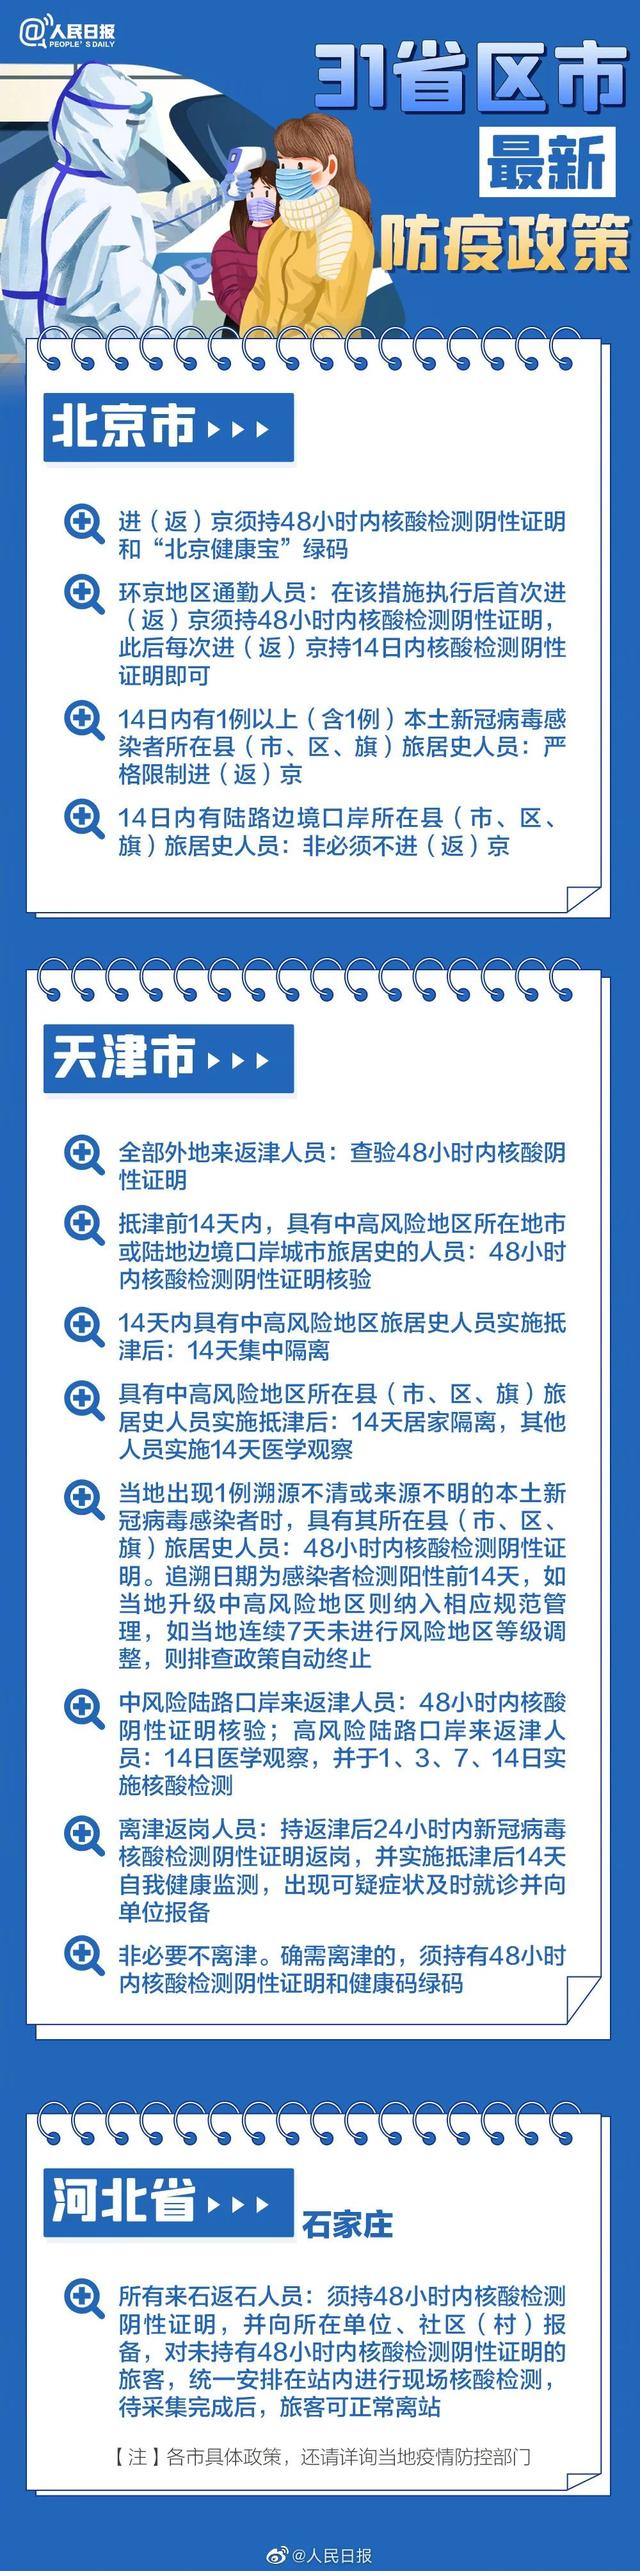 @人民日报
PEOPLE'S DAILY
31省区市
最新
防疫政策
北京市
进（返）京须持48小时内核酸检测阴性证明
和“北京健康宝”绿码
环京地区通勤人员：在该措施执行后首次进
（返）京须持48小时内核酸检测阴性证明，
此后每次进（返）京持14日内核酸检测阴性
证明即可
14日内有1例以上（含1例）本土新冠病毒感
染者所在县（市、区、旗）旅居史人员：严
格限制进（返）京
14日内有陆路边境口岸所在县（市、区、
旗）旅居史人员：非必须不进（返）京
天津市
全部外地来返津人员：查验48小时内核酸阴
性证明
抵津前14天内，具有中高风险地区所在地市
或陆地边境口岸城市旅居史的人员：48小时
内核酸检测阴性证明核验
14天内具有中高风险地区旅居史人员实施抵
津后：14天集中隔离
具有中高风险地区所在县（市、区、旗）旅
居史人员实施抵津后：14天居家隔离，其他
人员实施14天医学观察
当地出现1例溯源不清或来源不明的本土新
冠病毒感染者时，具有其所在县（市、区、
旗）旅居史人员：48小时内核酸检测阴性证
明。追溯日期为感染者检测阳性前14天，如
当地升级中高风险地区则纳入相应规范管
理，如当地连续7天未进行风险地区等级调
整，则排查政策自动终止
中风险陆路口岸来返津人员：48小时内核酸
阴性证明核验；高风险陆路口岸来返津人
员：14日医学观察，并于1、3、7、14日实
施核酸检测
离津返岗人员：持返津后24小时内新冠病毒
核酸检测阴性证明返岗，并实施抵津后14天
自我健康监测，出现可疑症状及时就诊并向
单位报备
非必要不离津。确需离津的，须持有48小时
内核酸检测阴性证明和健康码绿码
河北省 石家庄
所有来石返石人员：须持48小时内核酸检测
阴性证明，并向所在单位、社区（村）报
备，对未持有48小时内核酸检测阴性证明的
旅客，统一安排在站内进行现场核酸检测，
待采集完成后，旅客可正常离站
【注】各市具体政策，还请详询当地疫情防控部门
@人民日报